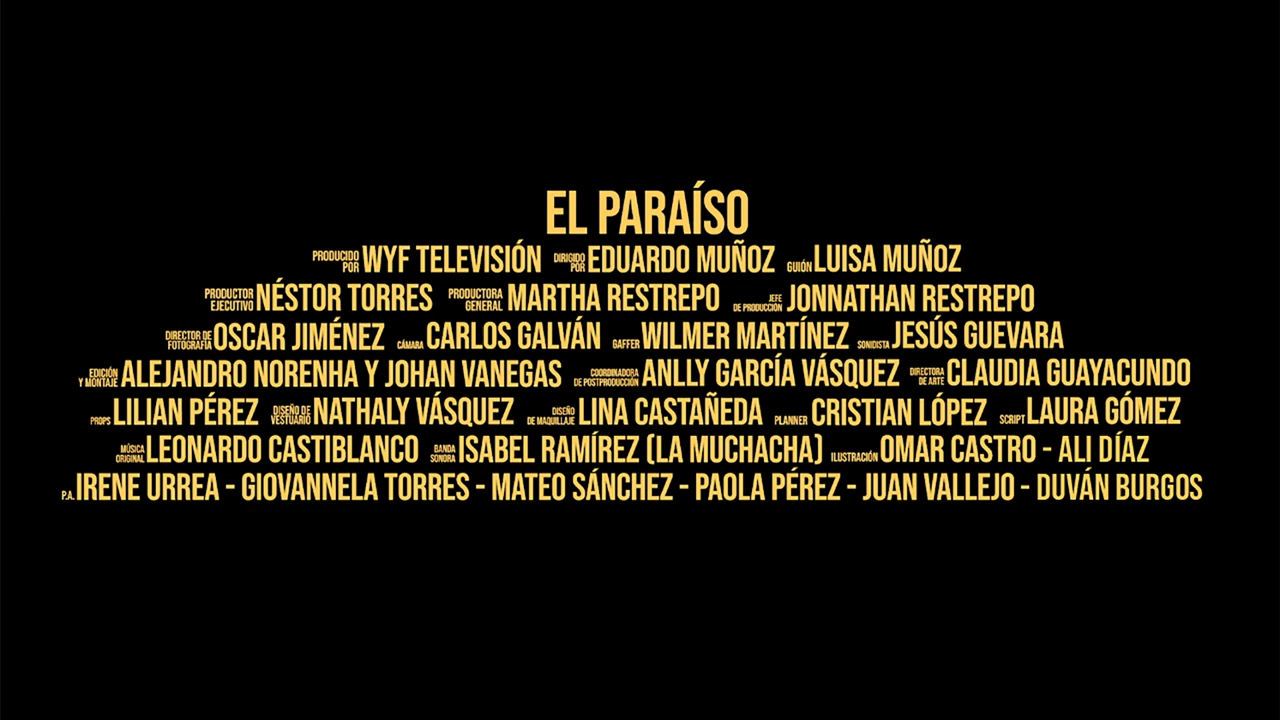 EL PARAÍSO
PRODUCIDO POR WYF TELEVISIÓN DIRIGIDO POR EDUARDO MUÑOZ GUIÓN LUISA MUÑOZ
PRODUCTOR EJECUTIVO NÉSTOR TORRES PRODUCTORA GENERAL MARTHA RESTREPO JEFE DE PRODUCCIÓN JONNATHAN RESTREPO
DIRECTOR DE FOTOGRAFÍA OSCAR JIMÉNEZ CÁMARA CARLOS GALVÁN GAFFER WILMER MARTÍNEZ SONIDISTA JESÚS GUEVARA
EDICIÓN Y MONTAJE ALEJANDRO NORENHA Y JOHAN VANEGAS COORDINADORA DE POSTPRODUCCIÓN ANLLY GARCÍA VÁSQUEZ DIRECTORA DE ARTE CLAUDIA GUAYACUNDO
PROPS LILIAN PÉREZ DISEÑO DE VESTUARIO NATHALY VÁSQUEZ DISEÑO DE MAQUILLAJE LINA CASTAÑEDA PLANNER CRISTIAN LÓPEZ SCRIPT LAURA GÓMEZ
MÚSICA ORIGINAL LEONARDO CASTIBLANCO BANDA SONORA ISABEL RAMÍREZ (LA MUCHACHA) ILUSTRACIÓN OMAR CASTRO - ALI DÍAZ
P.A. IRENE URREA - GIOVANNELA TORRES - MATEO SÁNCHEZ - PAOLA PÉREZ - JUAN VALLEJO - DUVÁN BURGOS